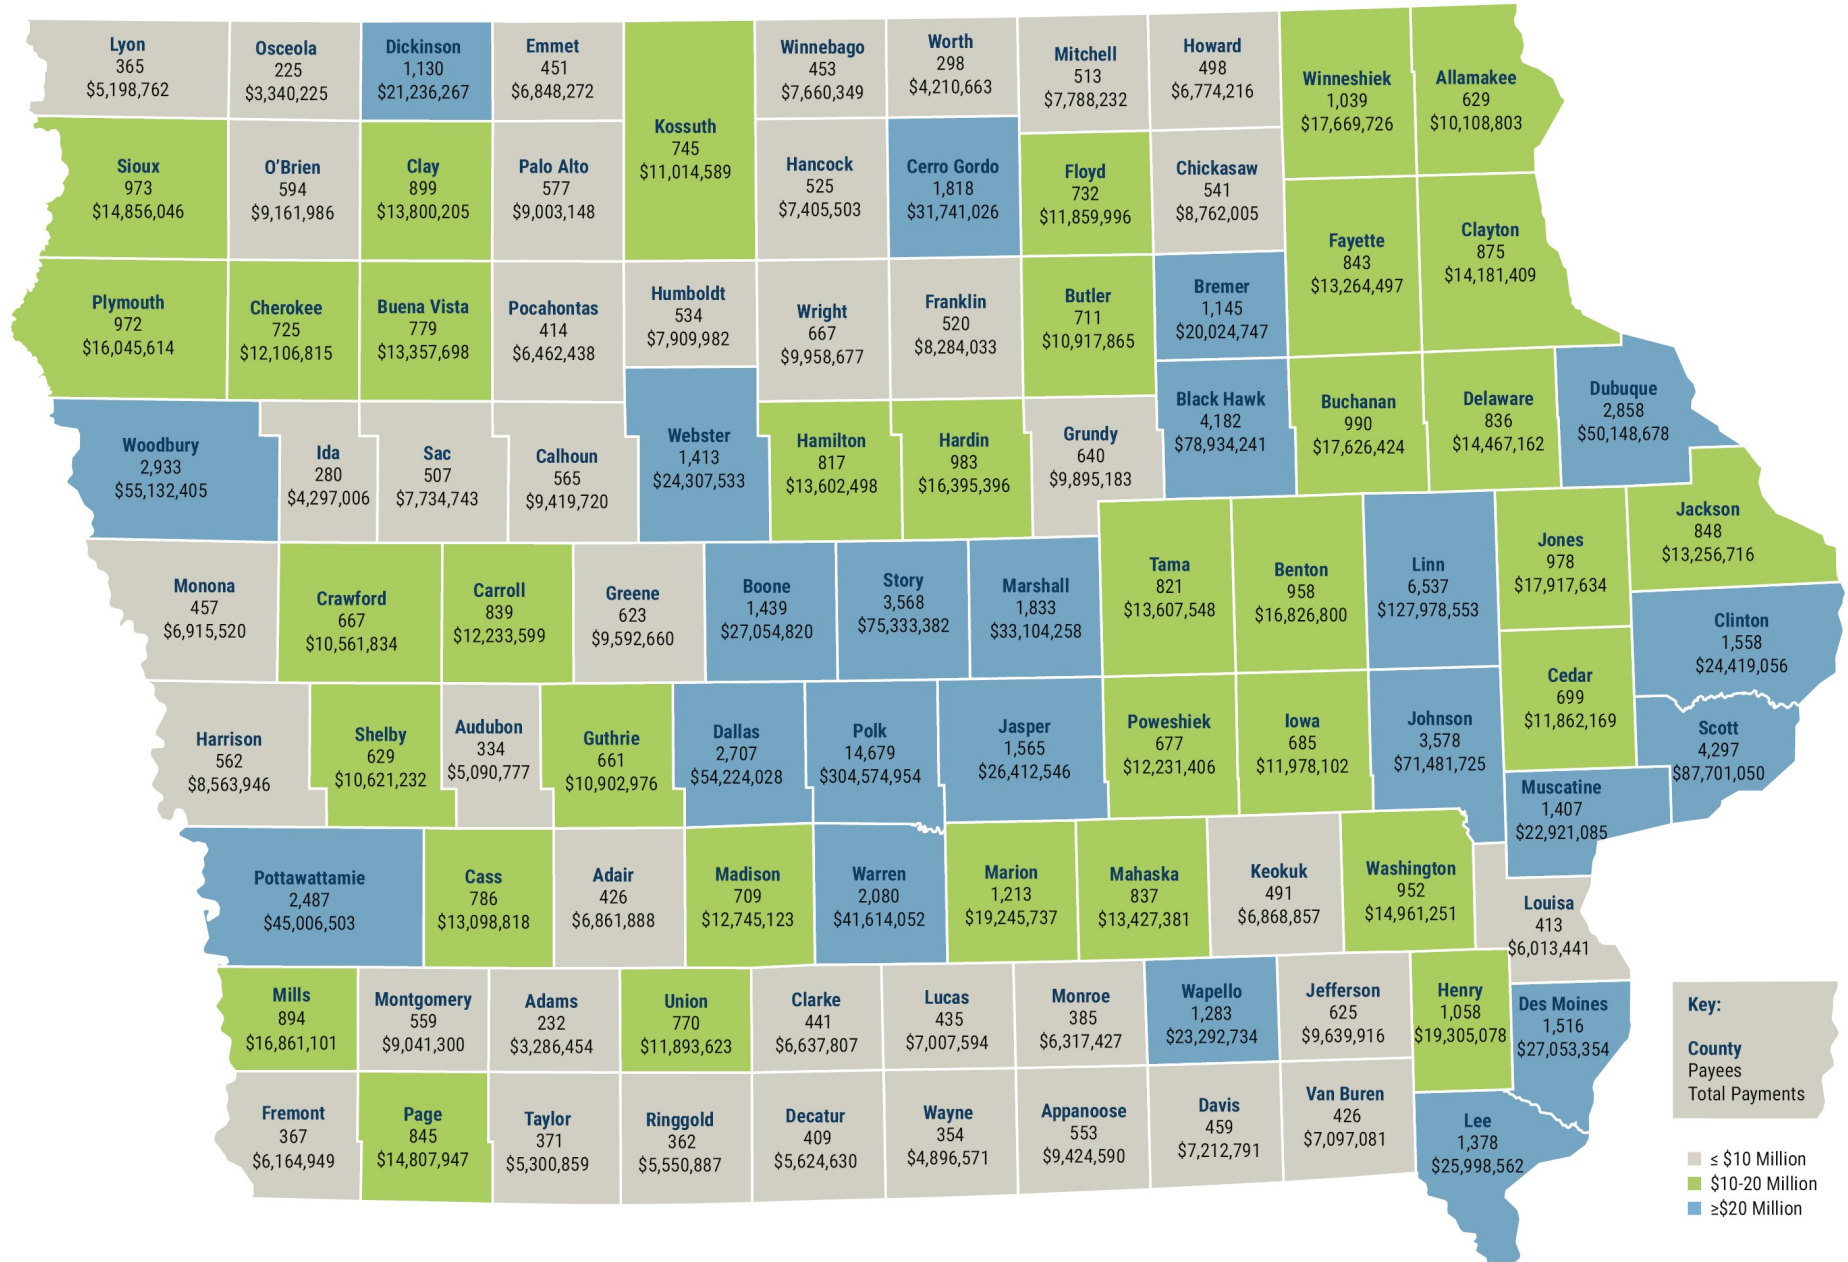 Lyon
365
$5,198,762
Osceola
225
$3,340,225
Dickinson
1,130
$21,236,267
Emmet
451
$6,848,272
Kossuth
745
$11,014,589
Winnebago
453
$7,660,349
Worth
298
$4,210,663
Mitchell
513
$7,788,232
Howard
498
$6,774,216
Winneshiek
1,039
$17,669,726
Allamakee
629
$10,108,803
Sioux
973
$14,856,046
O’Brien
594
$9,161,986
Clay
899
$13,800,205
Palo Alto
577
$9,003,148
Hancock
525
$7,405,503
Cerro Gordo
1,818
$31,741,026
Floyd
732
$11,859,996
Chickasaw
541
$8,762,005
Fayette
843
$13,264,497
Clayton
875
$14,181,409
Plymouth
972
$16,045,614
Cherokee
725
$12,106,815
Buena Vista
779
$13,357,698
Pocahontas
414
$6,462,438
Humboldt
534
$7,909,982
Wright
667
$9,958,677
Franklin
520
$8,284,033
Butler
711
$10,917,865
Bremer
1,145
$20,024,747
Woodbury
2,933
$55,132,405
Ida
280
$4,297,006
Sac
507
$7,734,743
Calhoun
565
$9,419,720
Webster
1,413
$24,307,533
Hamilton
817
$13,602,498
Hardin
983
$16,395,396
Grundy
640
$9,895,183
Black Hawk
4,182
$78,934,241
Buchanan
990
$17,626,424
Delaware
836
$14,467,162
Dubuque
2,858
$50,148,678
Monona
457
$6,915,520
Crawford
667
$10,561,834
Carroll
839
$12,233,599
Greene
623
$9,592,660
Boone
1,439
$27,054,820
Story
3,568
$75,333,382
Marshall
1,833
$33,104,258
Tama
821
$13,607,548
Benton
958
$16,826,800
Linn
6,537
$127,978,553
Jones
978
$17,917,634
Jackson
848
$13,256,716
Clinton
1,558
$24,419,056
Harrison
562
$8,563,946
Shelby
629
$10,621,232
Audubon
334
$5,090,777
Guthrie
661
$10,902,976
Dallas
2,707
$54,224,028
Polk
14,679
$304,574,954
Jasper
1,565
$26,412,546
Poweshiek
677
$12,231,406
Iowa
685
$11,978,102
Johnson
3,578
$71,481,725
Cedar
699
$11,862,169
Scott
4,297
$87,701,050
Muscatine
1,407
$22,921,085
Pottawattamie
2,487
$45,006,503
Cass
786
$13,098,818
Adair
426
$6,861,888
Madison
709
$12,745,123
Warren
2,080
$41,614,052
Marion
1,213
$19,245,737
Mahaska
837
$13,427,381
Keokuk
491
$6,868,857
Washington
952
$14,961,251
Louisa
413
$6,013,441
Mills
894
$16,861,101
Montgomery
559
$9,041,300
Adams
232
$3,286,454
Union
770
$11,893,623
Clarke
441
$6,637,807
Lucas
435
$7,007,594
Monroe
385
$6,317,427
Wapello
1,283
$23,292,734
Jefferson
625
$9,639,916
Henry
1,058
$19,305,078
Des Moines
1,516
$27,053,354
Fremont
367
$6,164,949
Page
845
$14,807,947
Taylor
371
$5,300,859
Ringgold
362
$5,550,887
Decatur
409
$5,624,630
Wayne
354
$4,896,571
Appanoose
553
$9,424,590
Davis
459
$7,212,791
Van Buren
426
$7,097,081
Lee
1,378
$25,998,562
Key:
County
Payees
Total Payments
≤ $10 Million
$10-20 Million
≥$20 Million